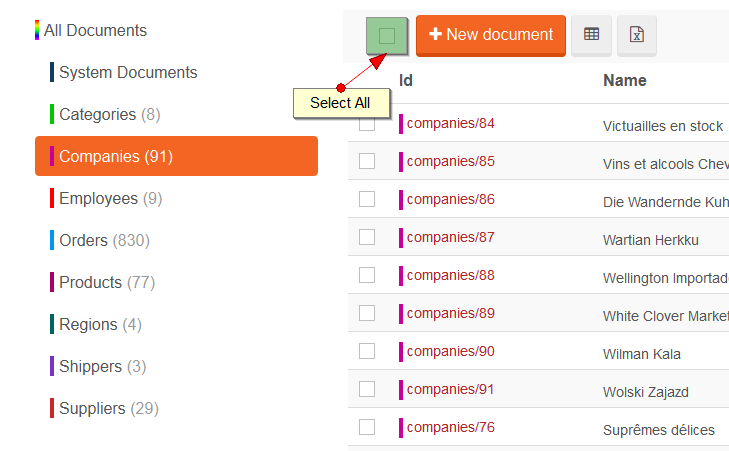 All Documents
System Documents
Categories (8)
Companies (91)
Employees (9)
Orders (830)
Products (77)
Regions (4)
Shippers (3)
Suppliers (29)
New document
Select All
Id Name
companies/84 Victuailles en stock
companies/85 Vins et alcools Chev
companies/86 Die Wandernde Kuh
companies/87 Wartian Herkku
companies/88 Wellington Importad
companies/89 White Clover Market
companies/90 Wilman Kala
companies/91 Wolski Zajazd
companies/76 Suprêmes délices